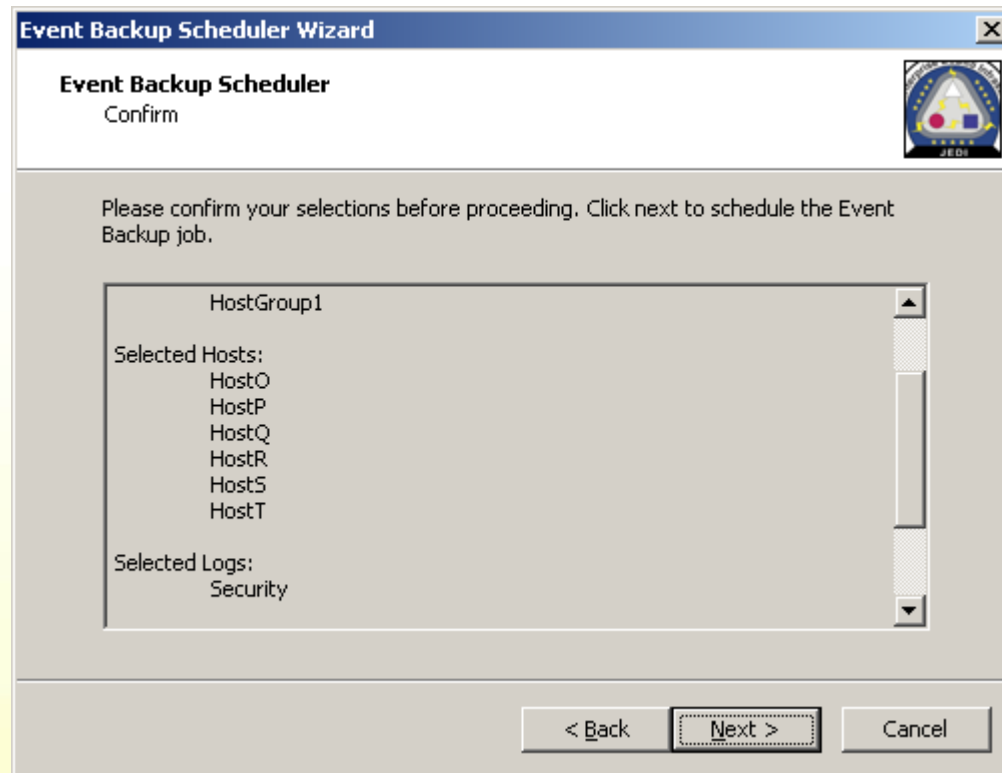 Event Backup Scheduler Wizard
Event Backup Scheduler
Confirm
JEDI
Please confirm your selections before proceeding. Click next to schedule the Event
Backup job.
HostGroup1
Selected Hosts:
HostO
HostP
HostQ
HostR
HostS
HostT
Selected Logs:
Security
< Back
Next >
Cancel